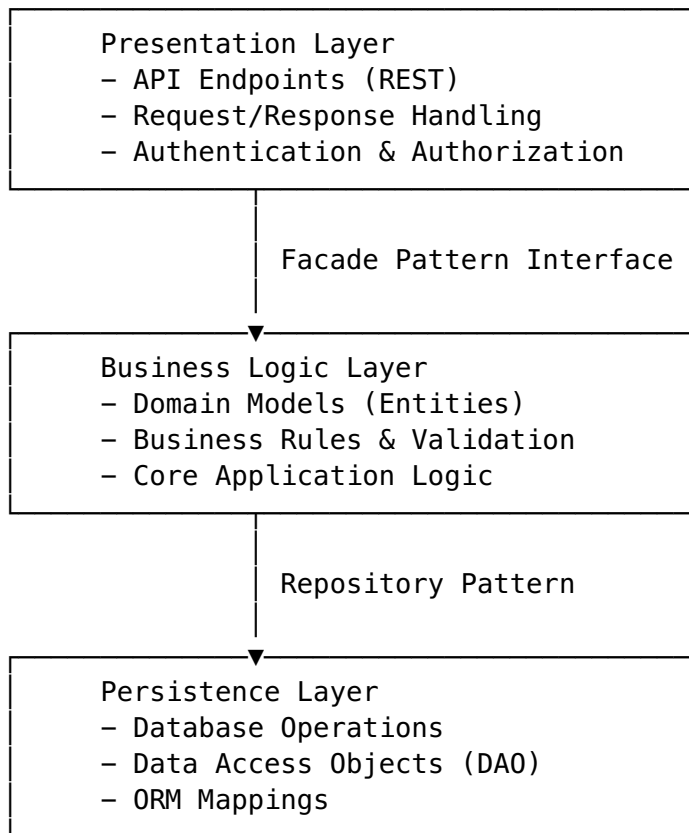 Presentation Layer
- API Endpoints (REST)
- Request/Response Handling
- Authentication & Authorization
Facade Pattern Interface
Business Logic Layer
- Domain Models (Entities)
- Business Rules & Validation
- Core Application Logic
Repository Pattern
Persistence Layer
- Database Operations
- Data Access Objects (DAO)
- ORM Mappings